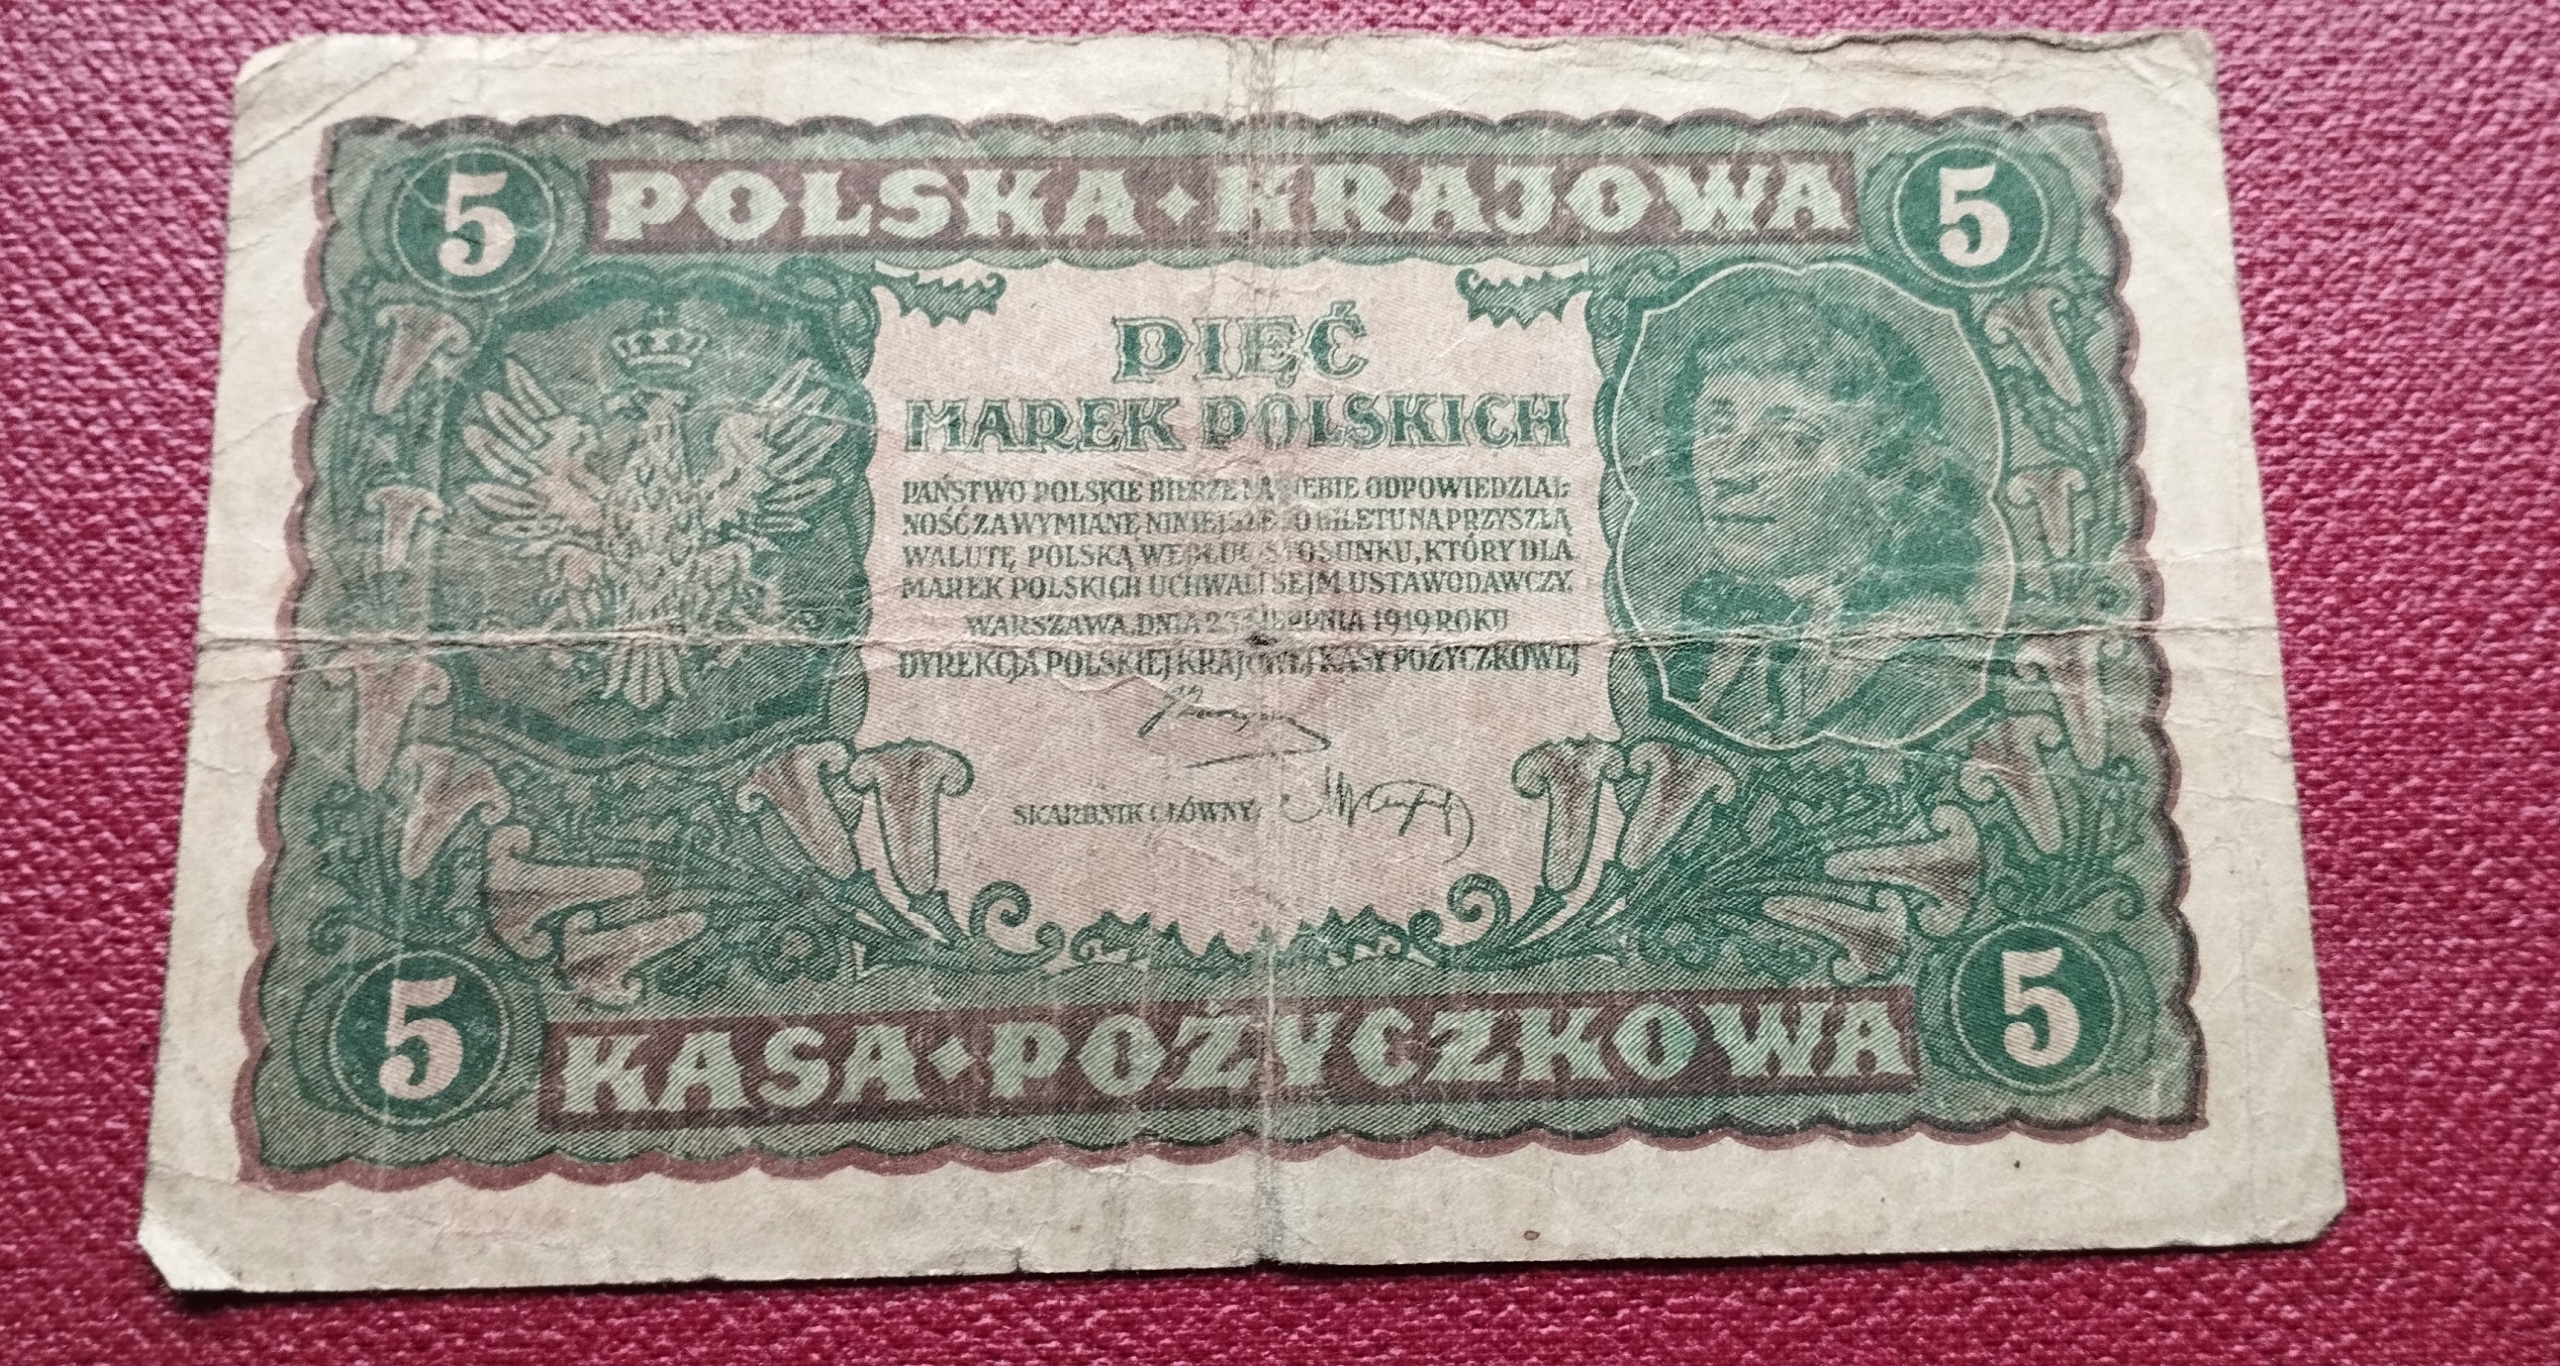 5 POLSKA KRAJOWA 5
PIĘĆ
MAREK POLSKICH
PAŃSTWO POLSKIE BIERZE NA SIEBIE ODPOWIEDZIAL-
NOŚĆ ZA WYMIANĘ NINIEJSZEGO BILETU NA PRZYSZŁĄ
WALUTĘ POLSKĄ WEDŁUG STOSUNKU, KTÓRY DLA
MAREK POLSKICH UCHWALI SEJM USTAWODAWCZY.
WARSZAWA, DNIA 23 SIERPNIA 1919 ROKU
DYREKCJA POLSKIEJ KRAJOWEJ KASY POŻYCZKOWEJ
SKARBNIK GŁÓWNY
5 KASA POŻYCZKOWA 5